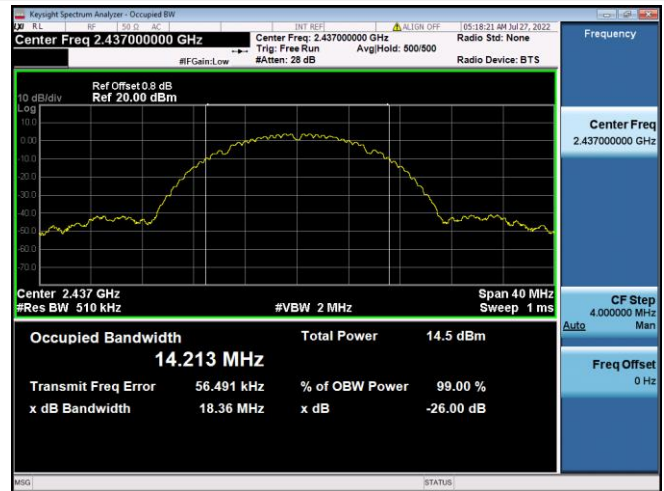 Keysight Spectrum Analyzer - Occupied BW
RL RF 50 Ω AC INT REF ALIGN OFF 05:18:21 AM Jul 27, 2022
Center Freq 2.437000000 GHz
Center Freq: 2.437000000 GHz
Radio Std: None
Trig: Free Run Avg|Hold: 500/500
#IFGain:Low
#Atten: 28 dB
Radio Device: BTS
Frequency
Ref Offset 0.8 dB
10 dB/div Ref 20.00 dBm
Log
10.0
0.00
-10.0
-20.0
-30.0
-40.0
-50.0
-60.0
-70.0
Center 2.437 GHz Span 40 MHz
#Res BW 510 kHz #VBW 2 MHz Sweep 1 ms
Center Freq
2.437000000 GHz
CF Step
4.000000 MHz
Auto Man
Freq Offset
0 Hz
Occupied Bandwidth Total Power 14.5 dBm
14.213 MHz
Transmit Freq Error 56.491 kHz % of OBW Power 99.00 %
x dB Bandwidth 18.36 MHz x dB -26.00 dB
MSG STATUS